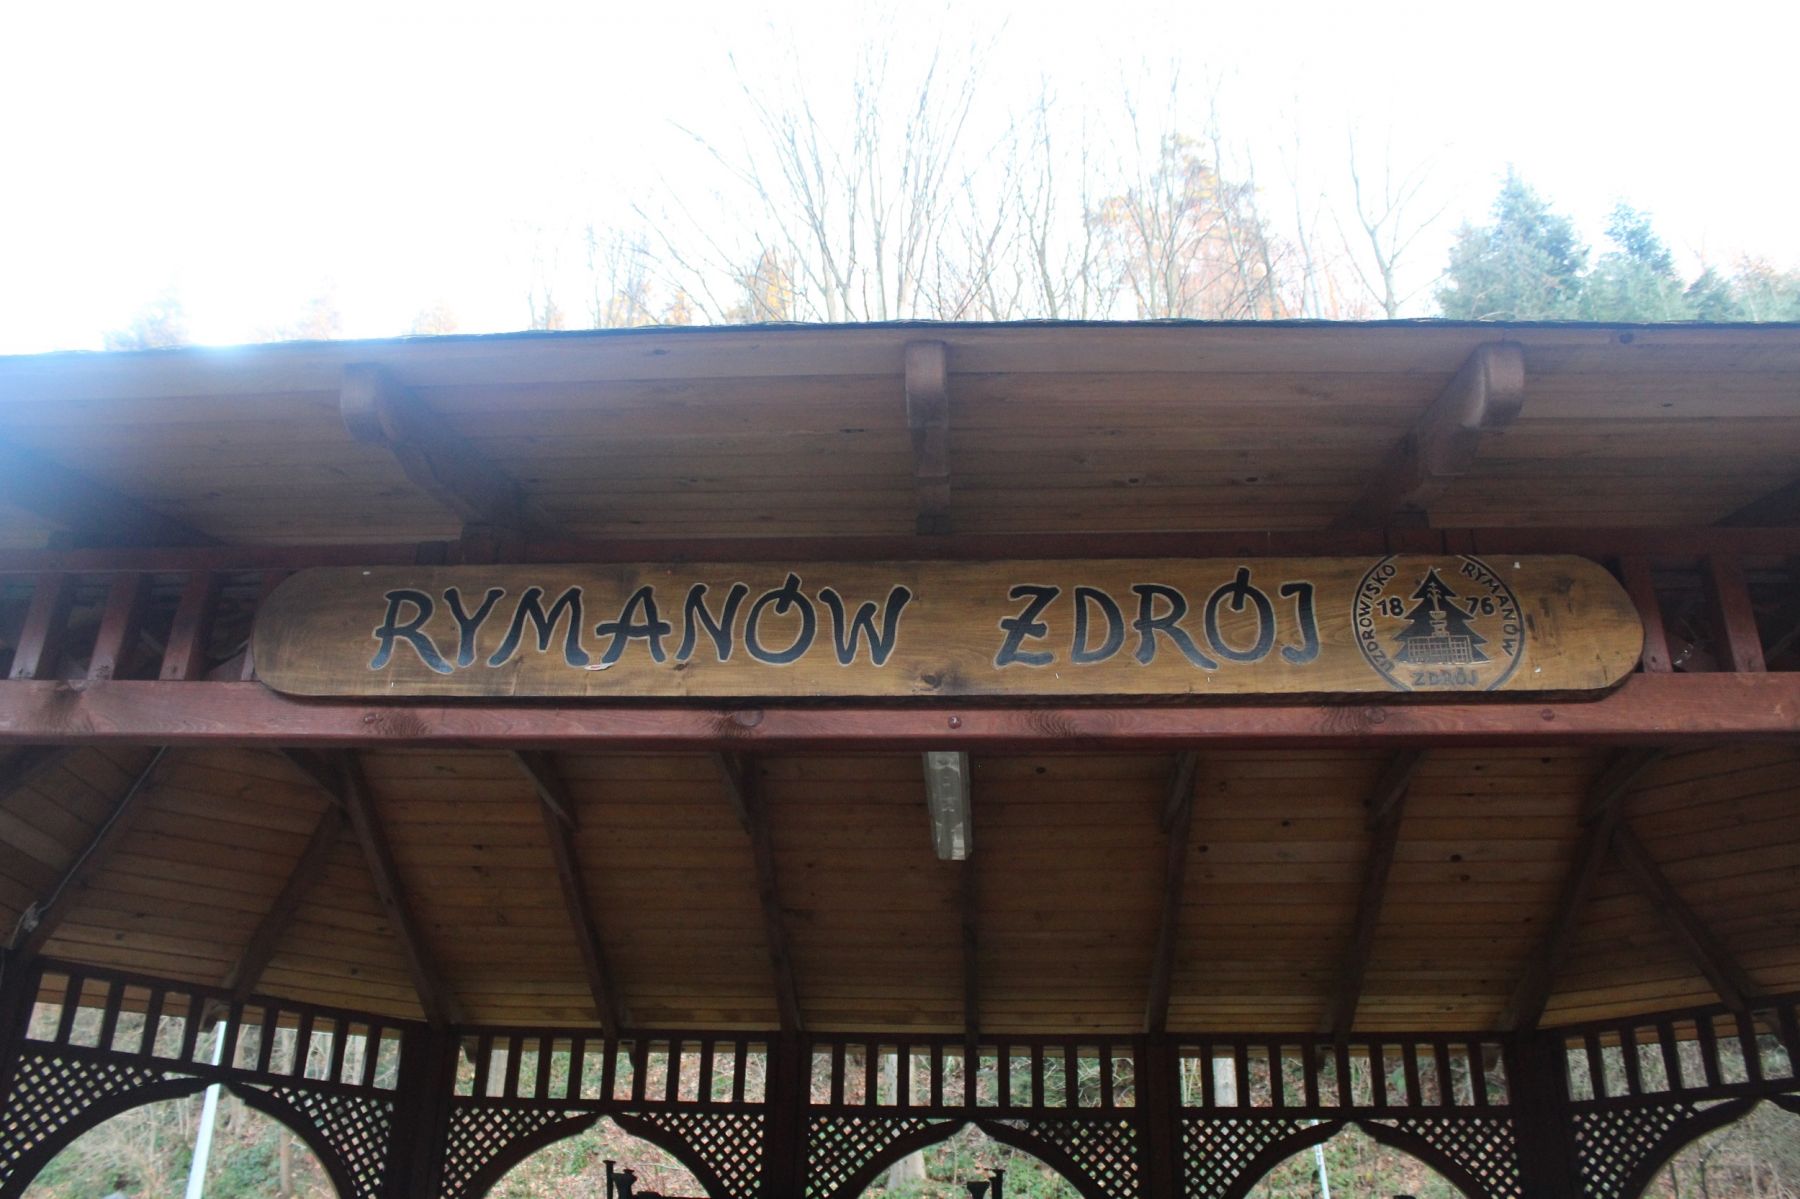 RYMANÓW ZDRÓJ
UZDROWISKO RYMANÓW
18 76
ZDRÓJ